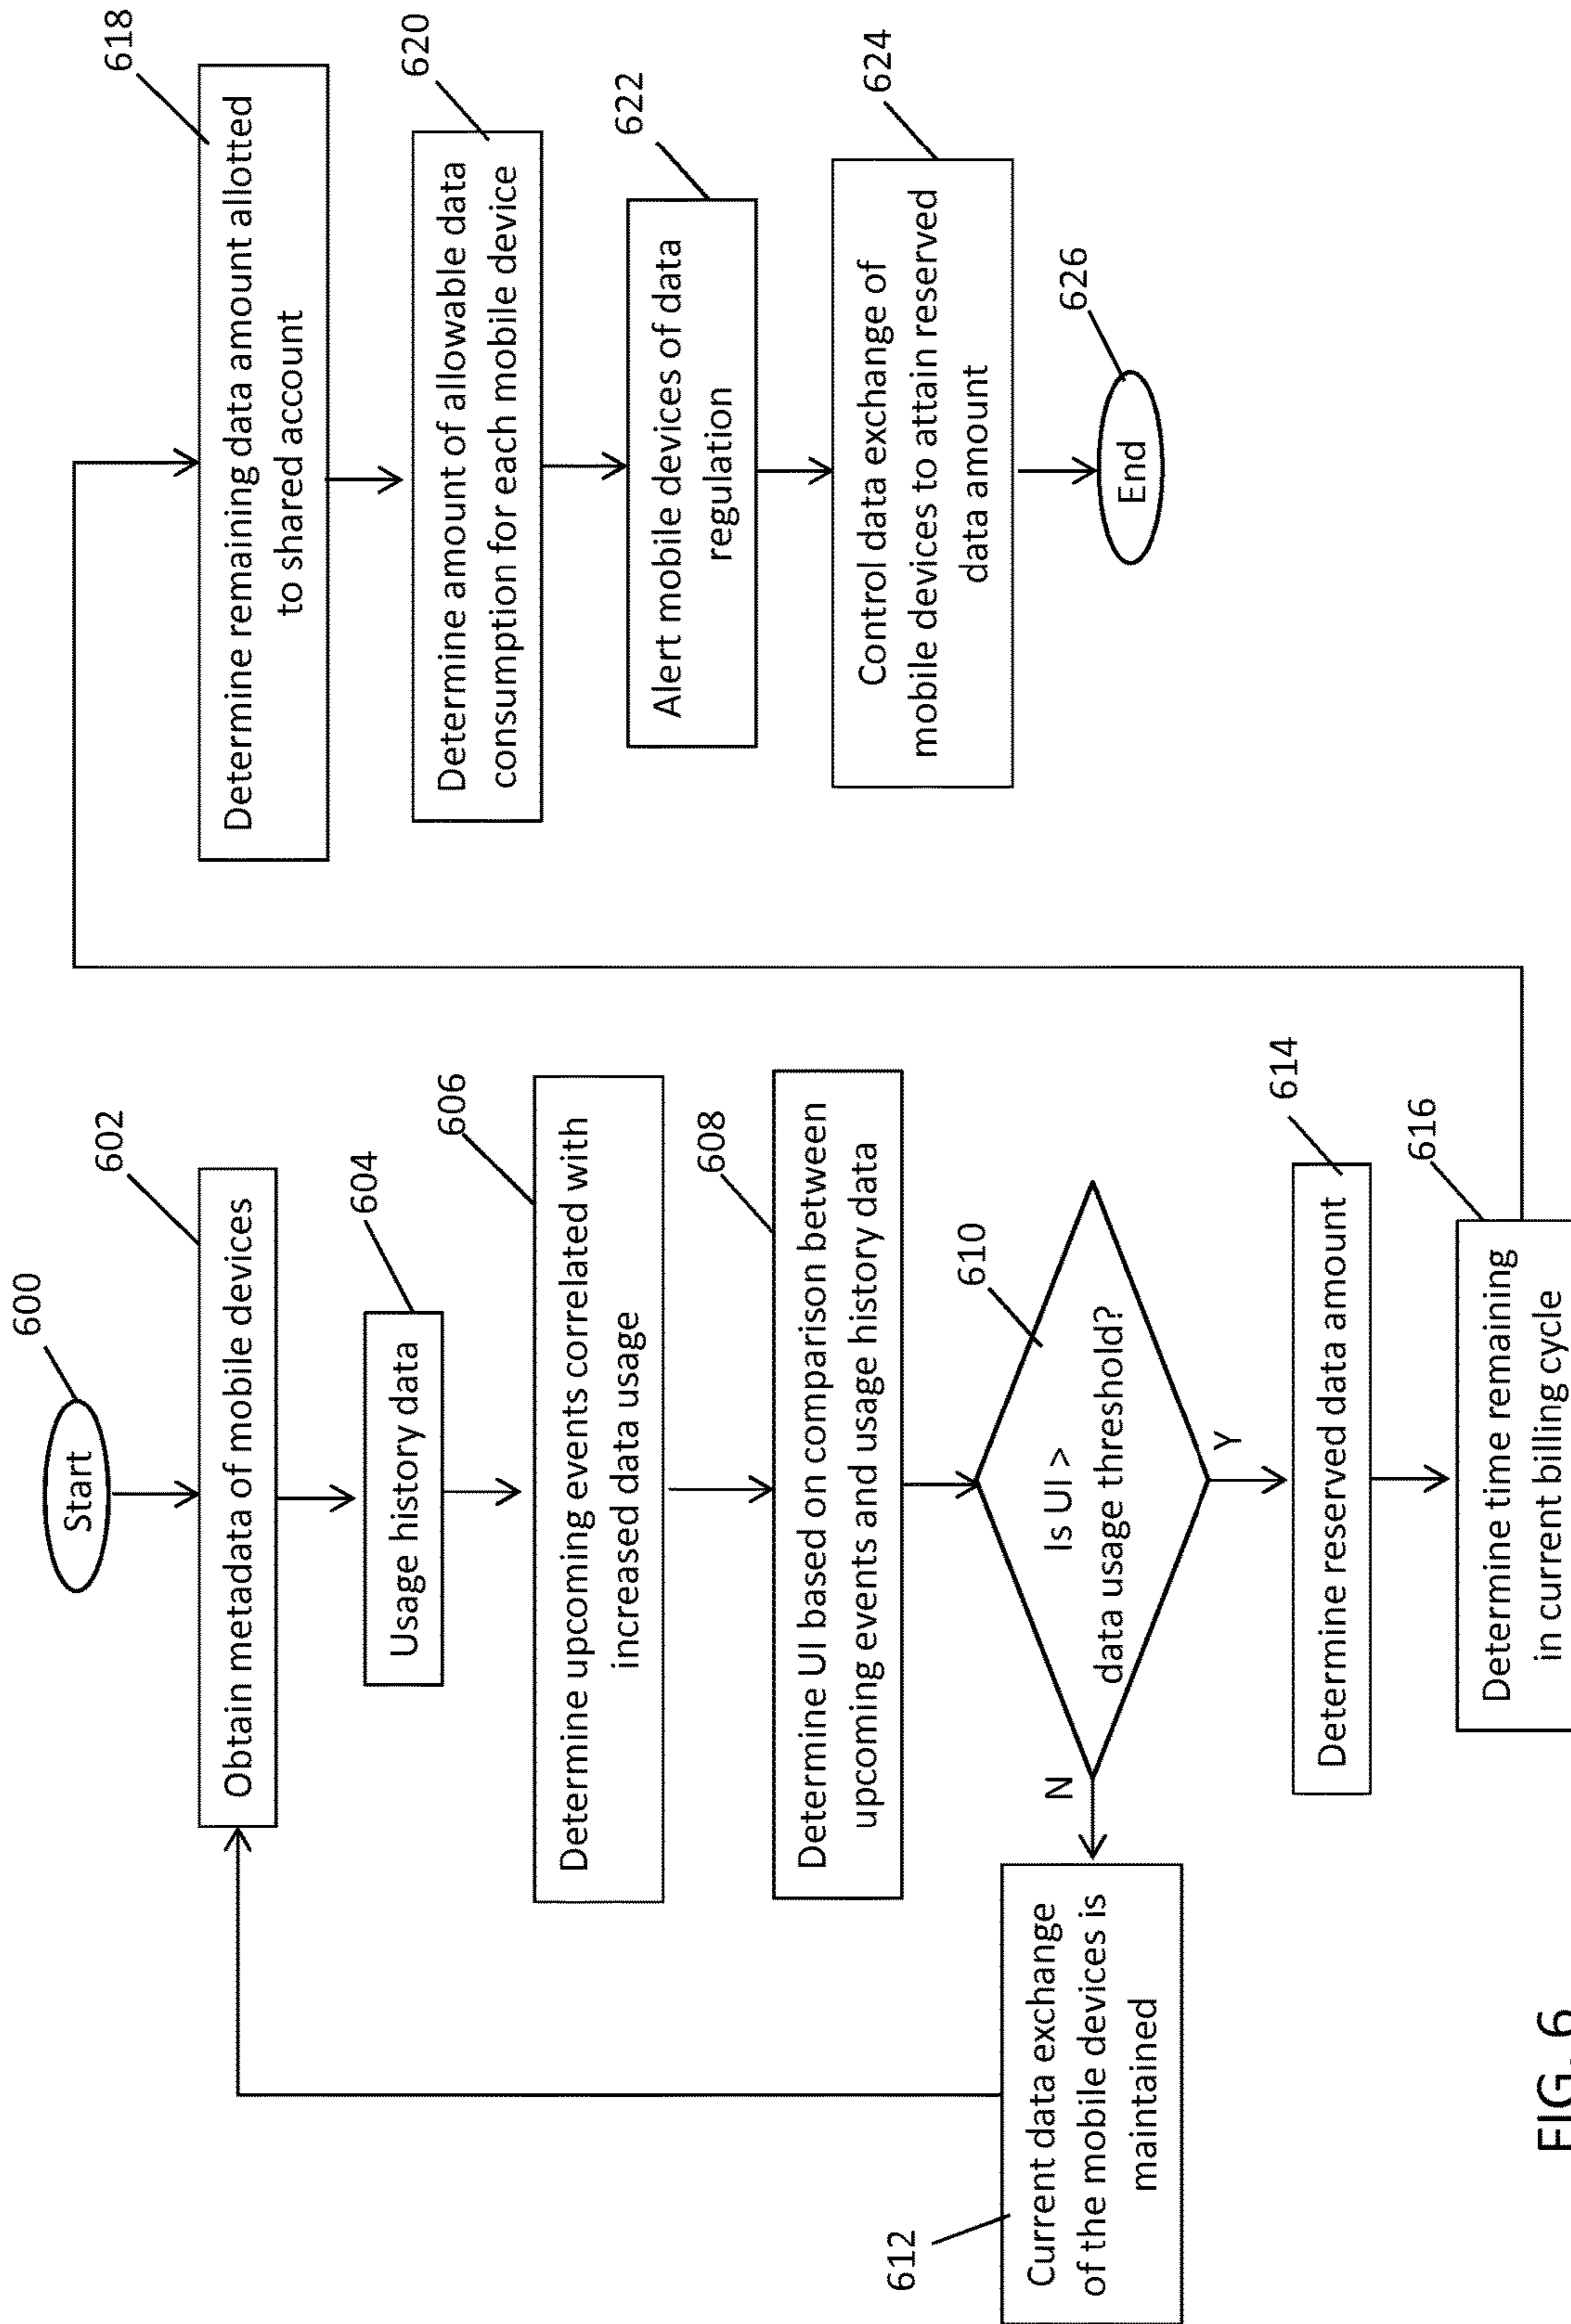 600
Start
602
Obtain metadata of mobile devices
604
Usage history data
606
Determine upcoming events correlated with
increased data usage
608
Determine UI based on comparison between
upcoming events and usage history data
610
Is UI >
data usage threshold?
N
Y
612
Current data exchange
of the mobile devices is
maintained
614
Determine reserved data amount
616
Determine time remaining
in current billing cycle
618
Determine remaining data amount allotted
to shared account
620
Determine amount of allowable data
consumption for each mobile device
622
Alert mobile devices of data
regulation
624
Control data exchange of
mobile devices to attain reserved
data amount
626
End
FIG. 6